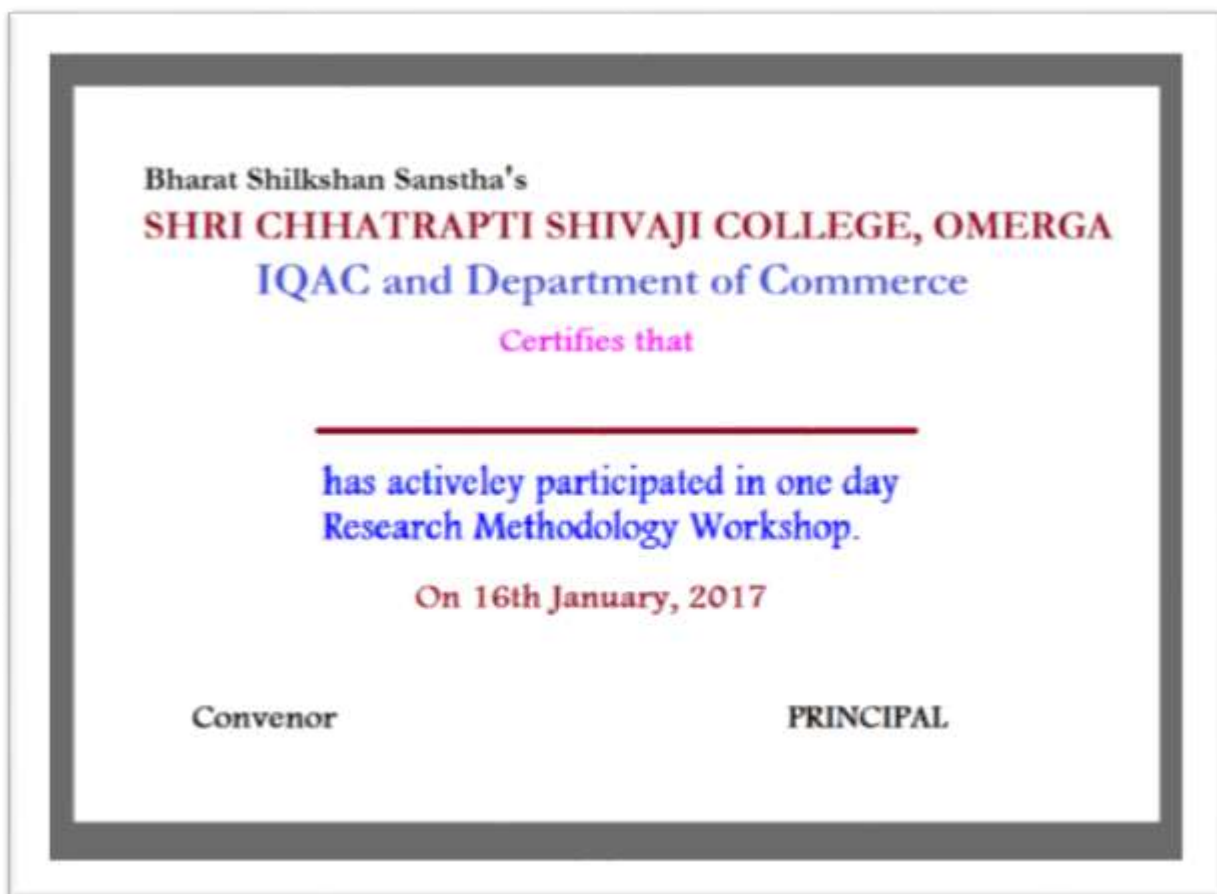 Bharat Shilkshan Sanstha's
SHRI CHHATRAPTI SHIVAJI COLLEGE, OMERGA
IQAC and Department of Commerce
Certifies that
has activeley participated in one day
Research Methodology Workshop.
On 16th January, 2017
Convenor PRINCIPAL